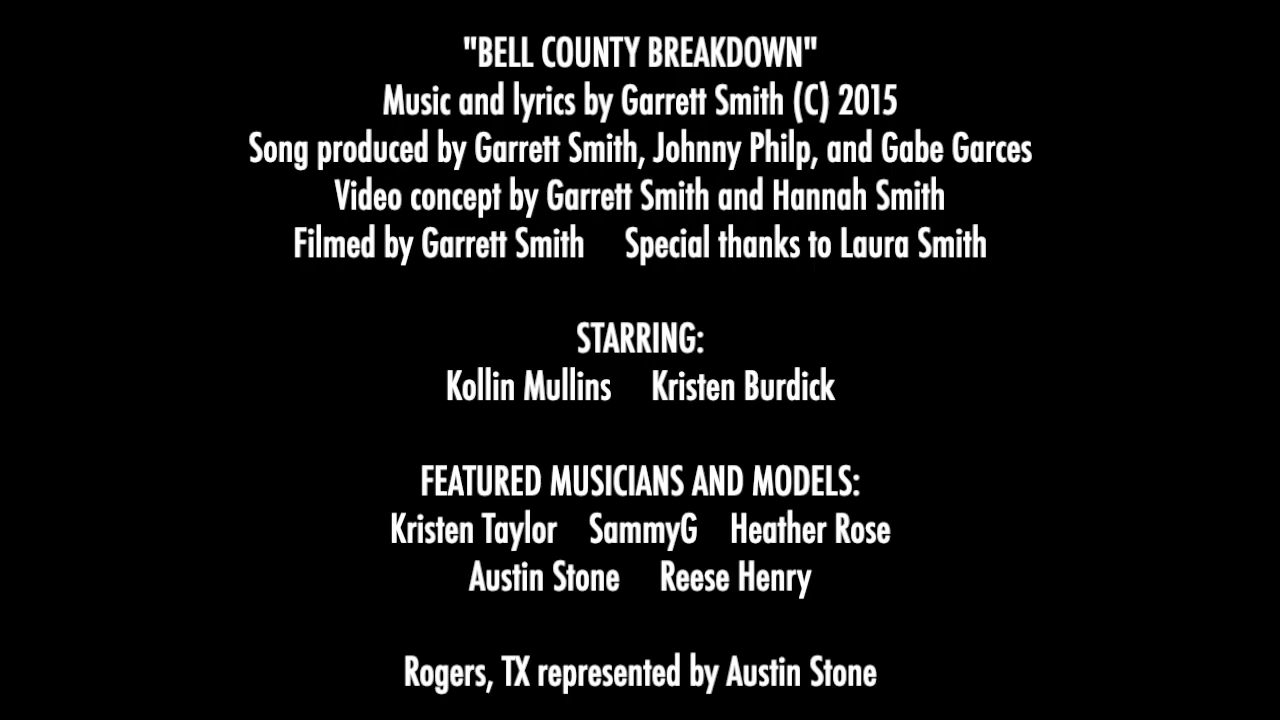 "BELL COUNTY BREAKDOWN"
Music and lyrics by Garrett Smith (C) 2015
Song produced by Garrett Smith, Johnny Philp, and Gabe Garces
Video concept by Garrett Smith and Hannah Smith
Filmed by Garrett Smith Special thanks to Laura Smith
STARRING:
Kollin Mullins Kristen Burdick
FEATURED MUSICIANS AND MODELS:
Kristen Taylor SammyG Heather Rose
Austin Stone Reese Henry
Rogers, TX represented by Austin Stone